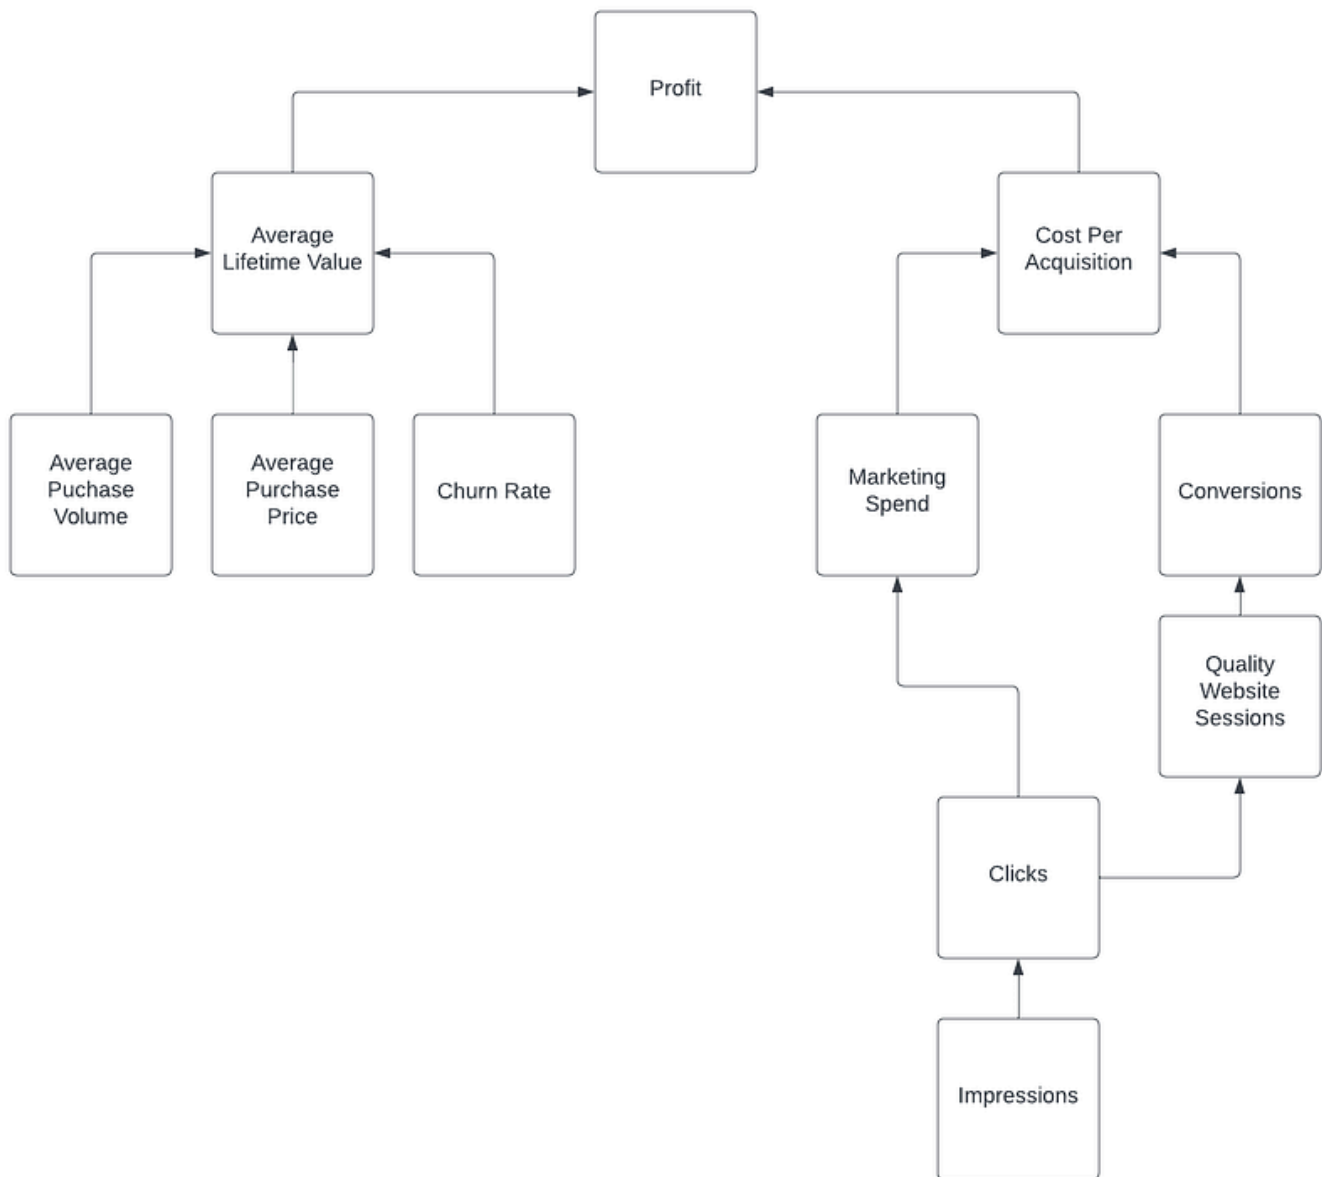 Profit
Average
Lifetime Value
Cost Per
Acquisition
Average
Puchase
Volume
Average
Purchase
Price
Churn Rate
Marketing
Spend
Conversions
Quality
Website
Sessions
Clicks
Impressions